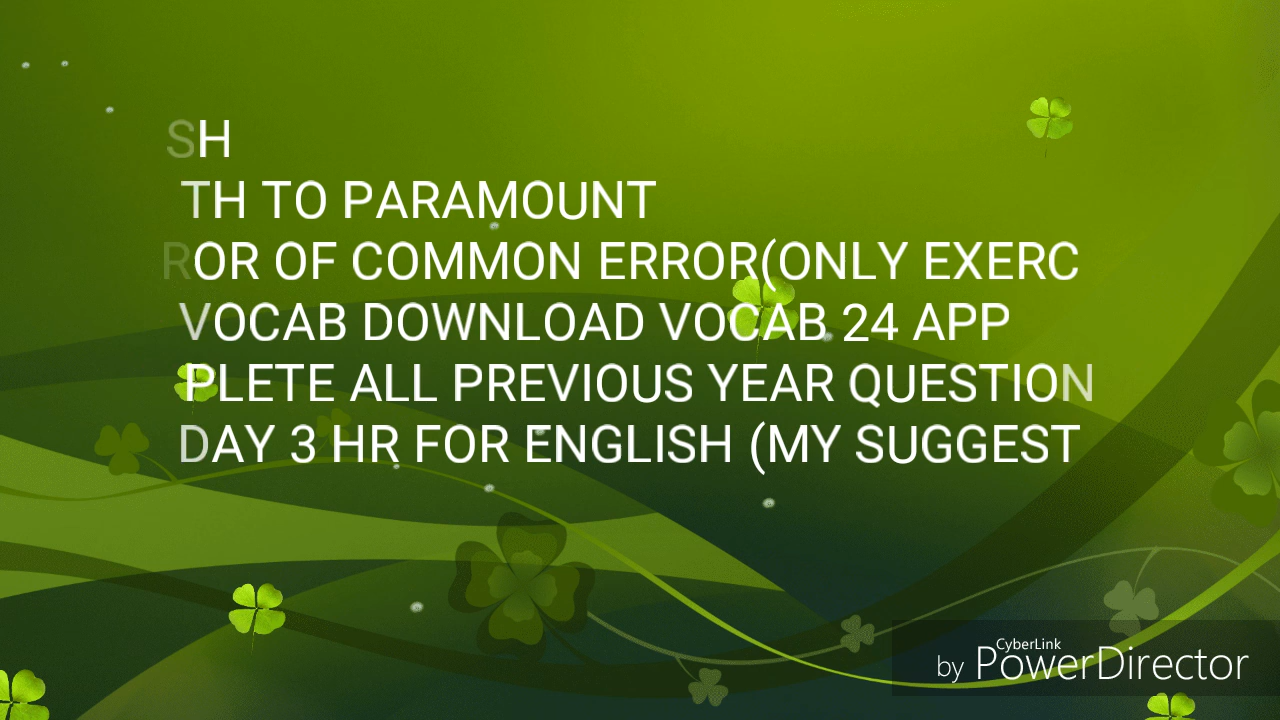 SH
TH TO PARAMOUNT
ROR OF COMMON ERROR(ONLY EXERC
VOCAB DOWNLOAD VOCAB 24 APP
PLETE ALL PREVIOUS YEAR QUESTION
DAY 3 HR FOR ENGLISH (MY SUGGEST
CyberLink
by PowerDirector